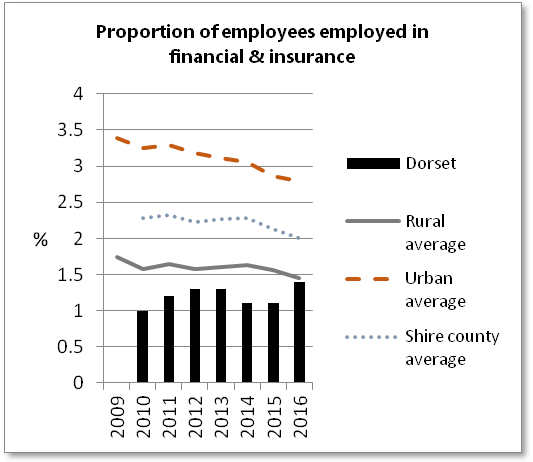 Proportion of employees employed in
financial & insurance
4
3.5
3
2.5
2
1.5
1
0.5
0
%
2009
2010
2011
2012
2013
2014
2015
2016
Dorset
Rural
average
Urban
average
Shire county
average